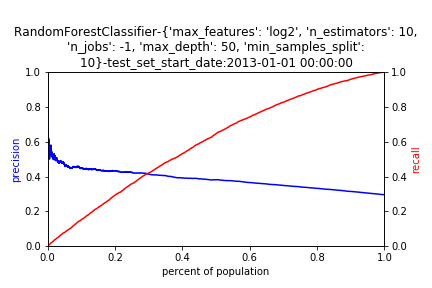 RandomForestClassifier-{'max_features': 'log2', 'n_estimators': 10,
'n_jobs': -1, 'max_depth': 50, 'min_samples_split':
10}-test_set_start_date:2013-01-01 00:00:00
1.0
0.8
0.6
0.4
0.2
0.0
precision
1.0
0.8
0.6
0.4
0.2
0.0
recall
0.0 0.2 0.4 0.6 0.8 1.0
percent of population